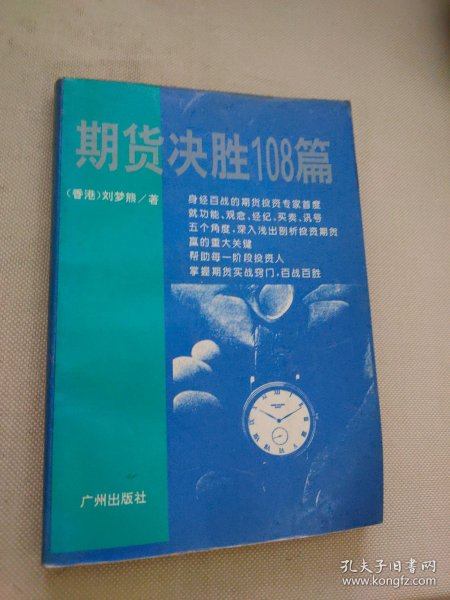 期货决胜108篇
(香港)刘梦熊/著
身经百战的期货投资专家首度
就功能、观念、经纪、买卖、讯号
五个角度,深入浅出剖析投资期货
赢的重大关键
帮助每一阶段投资人
掌握期货实战窍门,百战百胜
广州出版社
孔夫子旧书网
www.kongfz.com